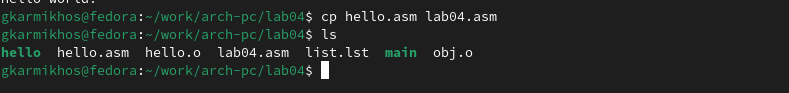 hello world.
gkarmikhos@fedora:~/work/arch-pc/lab04$ cp hello.asm lab04.asm
gkarmikhos@fedora:~/work/arch-pc/lab04$ ls
hello  hello.asm  hello.o  lab04.asm  list.lst  main  obj.o
gkarmikhos@fedora:~/work/arch-pc/lab04$